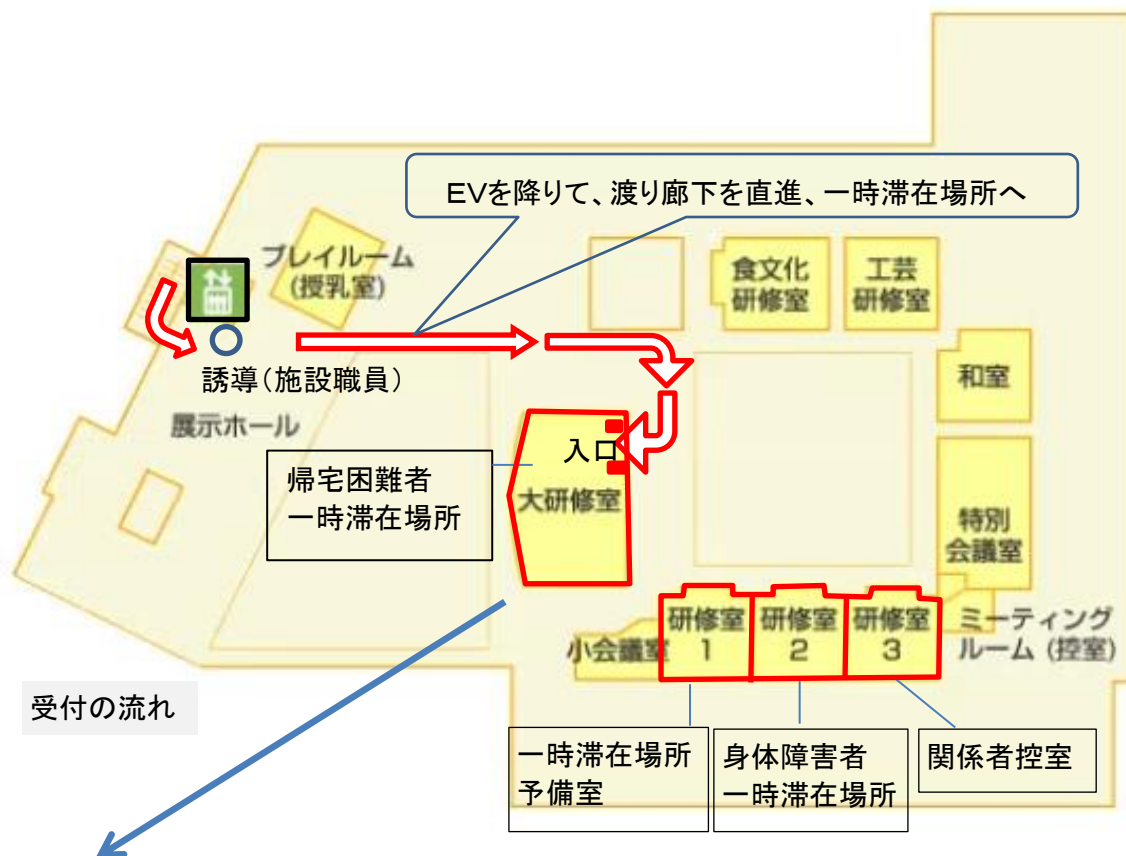 EVを降りて、渡り廊下を直進、一時滞在場所へ
プレイルーム
(授乳室)
食文化
研修室
工芸
研修室
誘導(施設職員)
和室
展示ホール
入口
帰宅困難者
一時滞在場所
大研修室
特別
会議室
研修室
1
研修室
2
研修室
3
ミーティング
ルーム(控室)
小会議室
受付の流れ
一時滞在場所
予備室
身体障害者
一時滞在場所
関係者控室